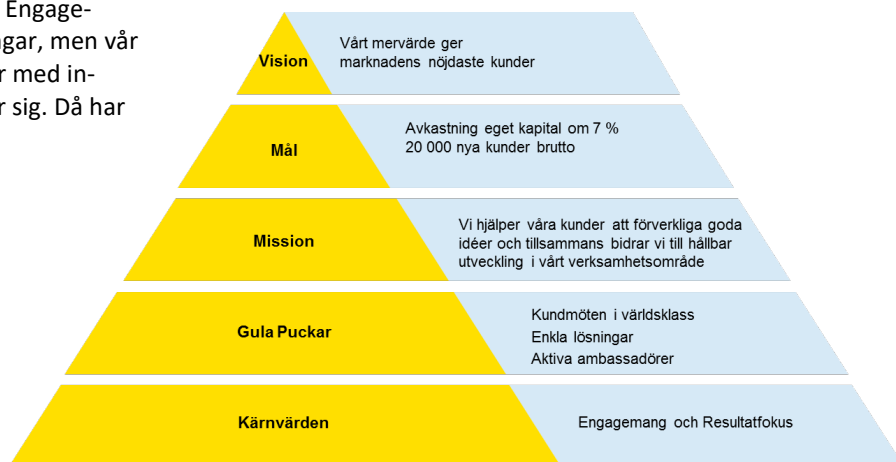 Engage-
ngar, men vår
r med in-
r sig. Då har
Vision
Vårt mervärde ger
marknadens nöjdaste kunder
Mål
Avkastning eget kapital om 7 %
20 000 nya kunder brutto
Mission
Vi hjälper våra kunder att förverkliga goda
idéer och tillsammans bidrar vi till hållbar
utveckling i vårt verksamhetsområde
Gula Puckar
Kundmöten i världsklass
Enkla lösningar
Aktiva ambassadörer
Kärnvärden
Engagemang och Resultatfokus